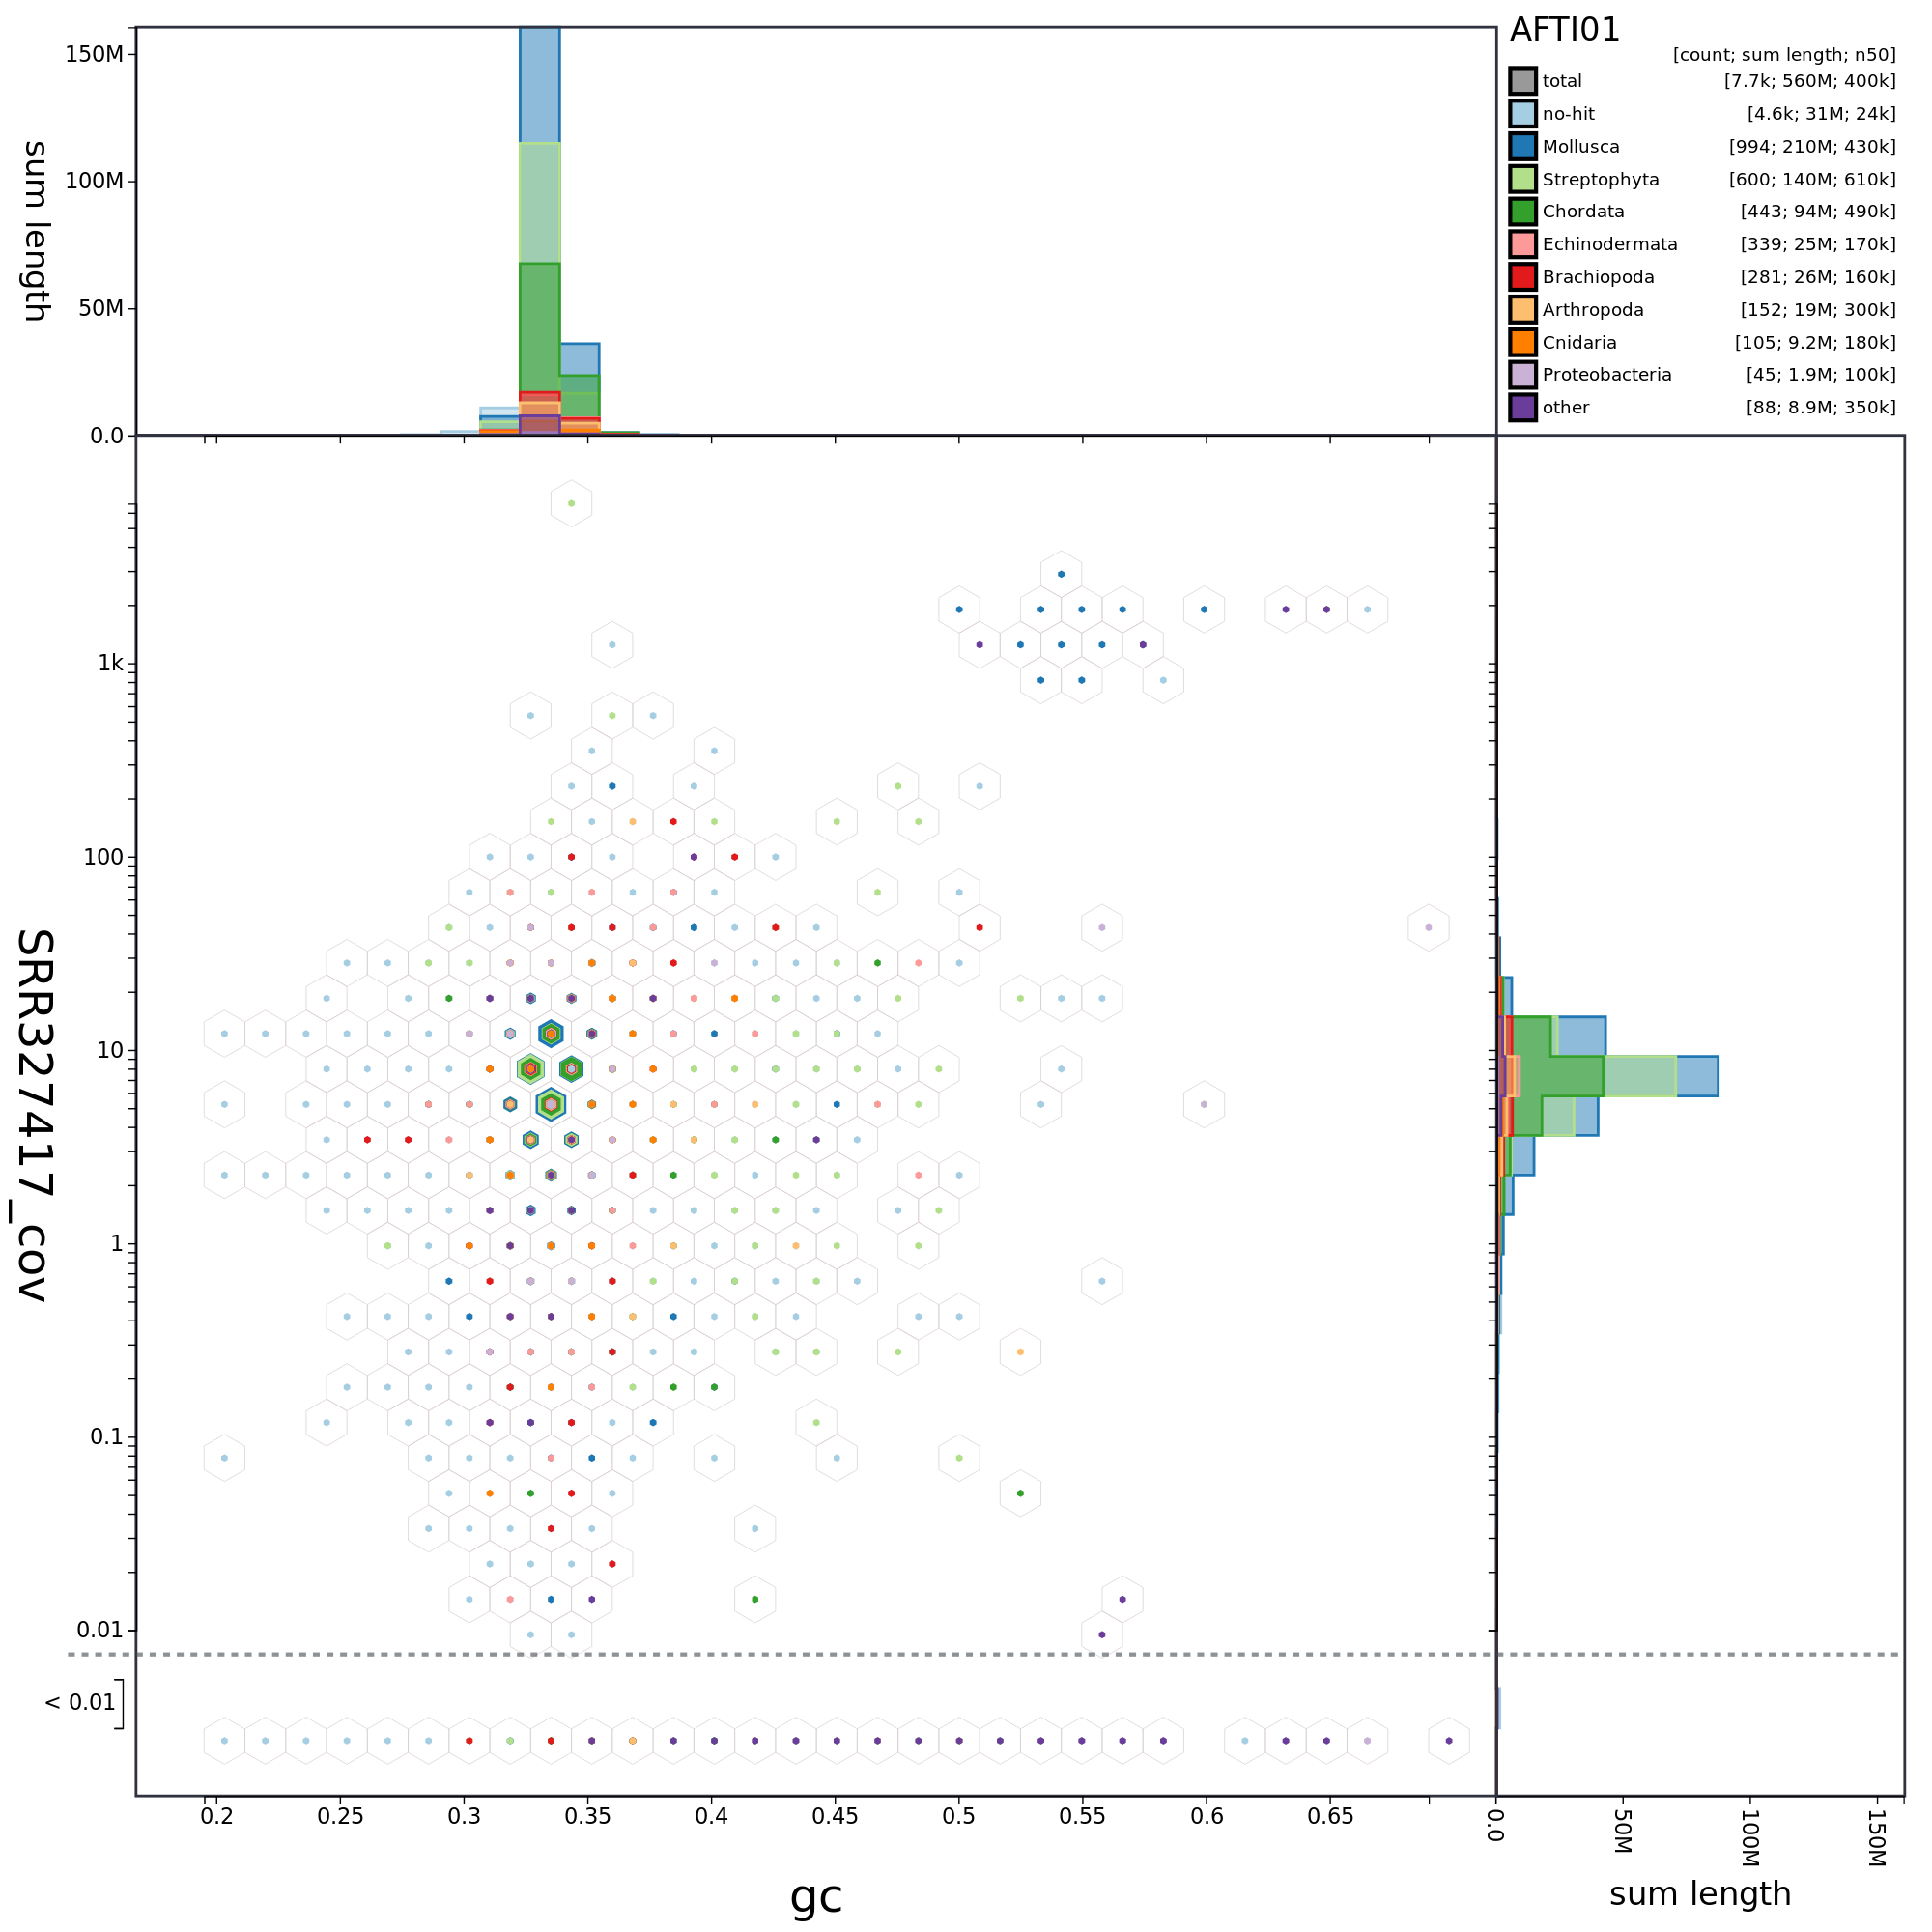 AFTI01
[count; sum length; n50]
total [7.7k; 560M; 400k]
no-hit [4.6k; 31M; 24k]
Mollusca [994; 210M; 430k]
Streptophyta [600; 140M; 610k]
Chordata [443; 94M; 490k]
Echinodermata [339; 25M; 170k]
Brachiopoda [281; 26M; 160k]
Arthropoda [152; 19M; 300k]
Cnidaria [105; 9.2M; 180k]
Proteobacteria [45; 1.9M; 100k]
other [88; 8.9M; 350k]
sum length
150M
100M
50M
0.0
SRR327417_cov
1k
100
10
1
0.1
0.01
< 0.01
0.2 0.25 0.3 0.35 0.4 0.45 0.5 0.55 0.6 0.65
gc
0.0 50M 100M 150M
sum length